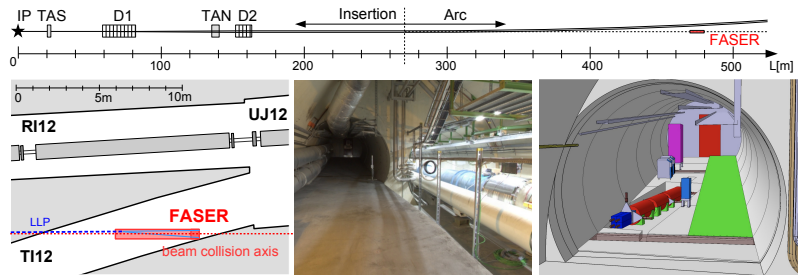 IP TAS D1 TAN D2 Insertion Arc
FASER
0 100 200 300 400 500 L[m]
0 5m 10m
RI12 UJ12
FASER
LLP
beam collision axis
TI12